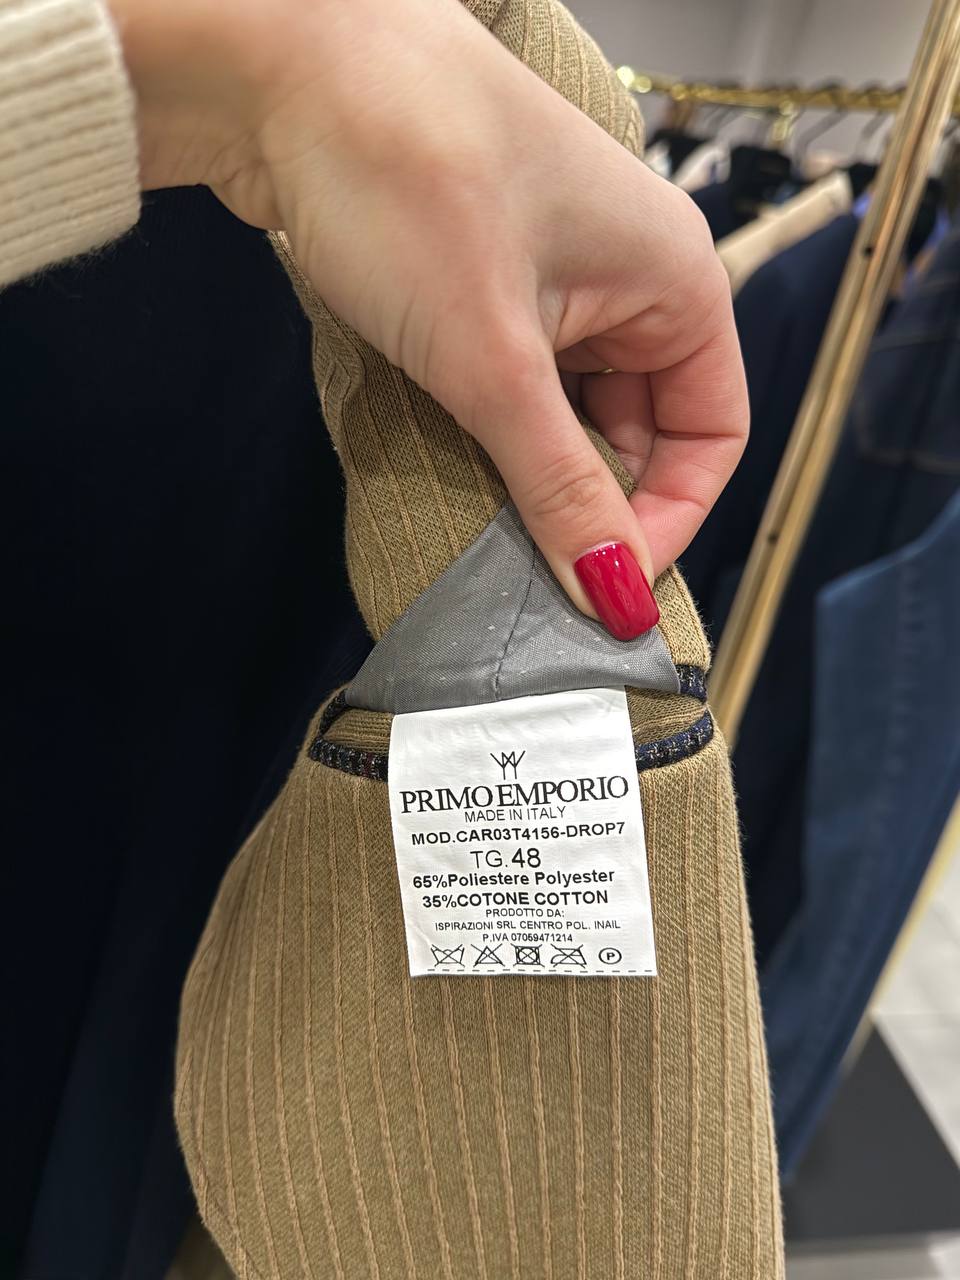 PRIMO EMPORIO
MADE IN ITALY
MOD.CAR03T4156-DROP7
TG.48
65%Poliestere Polyester
35%COTONE COTTON
PRODOTTO DA:
ISPIRAZIONI SRL CENTRO POL. INAIL
P.IVA 07059471214
P